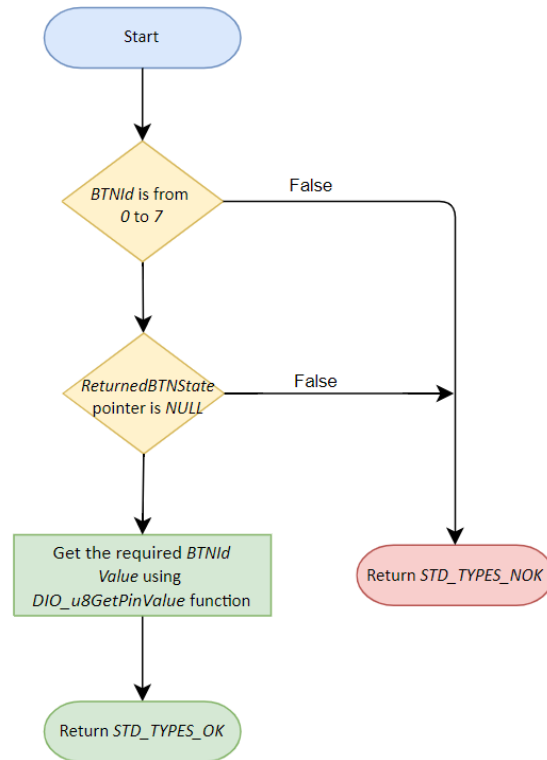 Start
BTNId is from
0 to 7
False
ReturnedBTNState
pointer is NULL
False
Get the required BTNId
Value using
DIO_u8GetPinValue function
Return STD_TYPES_NOK
Return STD_TYPES_OK